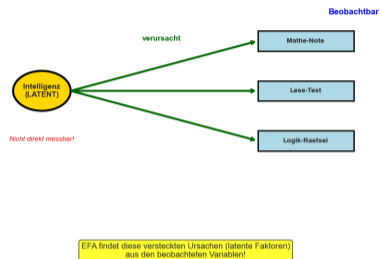 Beobachtbar
verursacht
Mathe-Note
Intelligenz
(LATENT)
Lese-Test
Nicht direkt messbar!
Logik-Raetsel
EFA findet diese versteckten Ursachen (latente Faktoren)
aus den beobachteten Variablen!